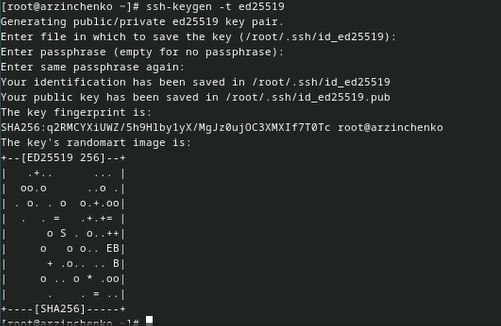 [root@arzinchenko ~]# ssh-keygen -t ed25519
Generating public/private ed25519 key pair.
Enter file in which to save the key (/root/.ssh/id_ed25519):
Enter passphrase (empty for no passphrase):
Enter same passphrase again:
Your identification has been saved in /root/.ssh/id_ed25519
Your public key has been saved in /root/.ssh/id_ed25519.pub
The key fingerprint is:
SHA256:q2RMCYXiUWZ/5h9H1by1yX/MgJz0ujOC3XMXIf7T0Tc root@arzinchenko
The key's randomart image is:
+--[ED25519 256]--+
|   .+..      ... |
|  oo.o      ..o .|
| . o. . o  o.+.oo|
|  .  . =   .+.+= |
|      o S . o..++|
|     o   o o.. EB|
|      + .o.. .. B|
|     o .. o * .oo|
|      .    . = ..|
+----[SHA256]-----+
[root@arzinchenko ~]#